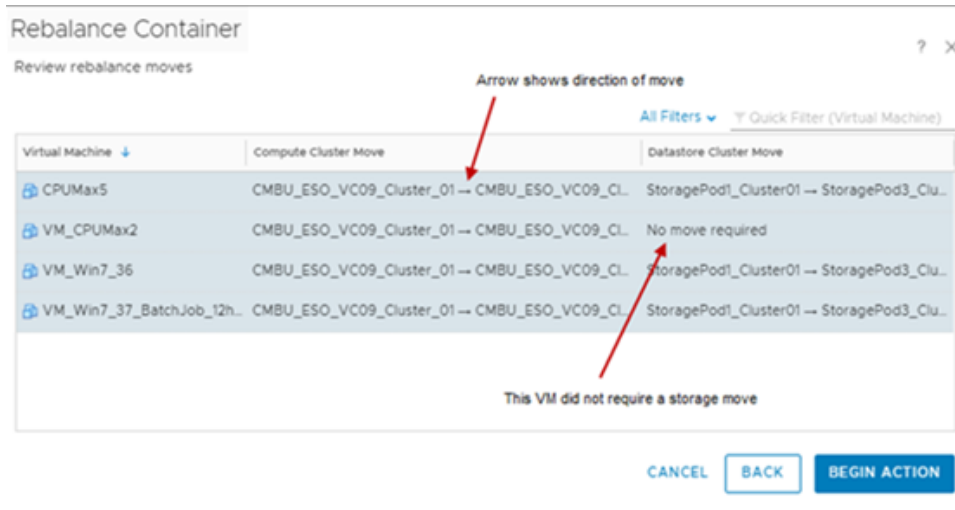 Rebalance Container
? ×
Review rebalance moves
Arrow shows direction of move
All Filters Quick Filter (Virtual Machine)
Virtual Machine ↓ Compute Cluster Move Datastore Cluster Move
CPUMax5 CMBU_ESO_VC09_Cluster_01→ CMBU_ESO_VC09_Cl... StoragePod1_Cluster01 → StoragePod3_Clu...
VM_CPUMax2 CMBU_ESO_VC09_Cluster_01→ CMBU_ESO_VC09_Cl... No move required
VM_Win7_36 CMBU_ESO_VC09_Cluster_01→ CMBU_ESO_VC09_Cl... StoragePod1_Cluster01 → StoragePod3_Clu...
VM_Win7_37_BatchJob_12h... CMBU_ESO_VC09_Cluster_01→ CMBU_ESO_VC09_Cl... StoragePod1_Cluster01 → StoragePod3_Clu...
This VM did not require a storage move
CANCEL BACK BEGIN ACTION